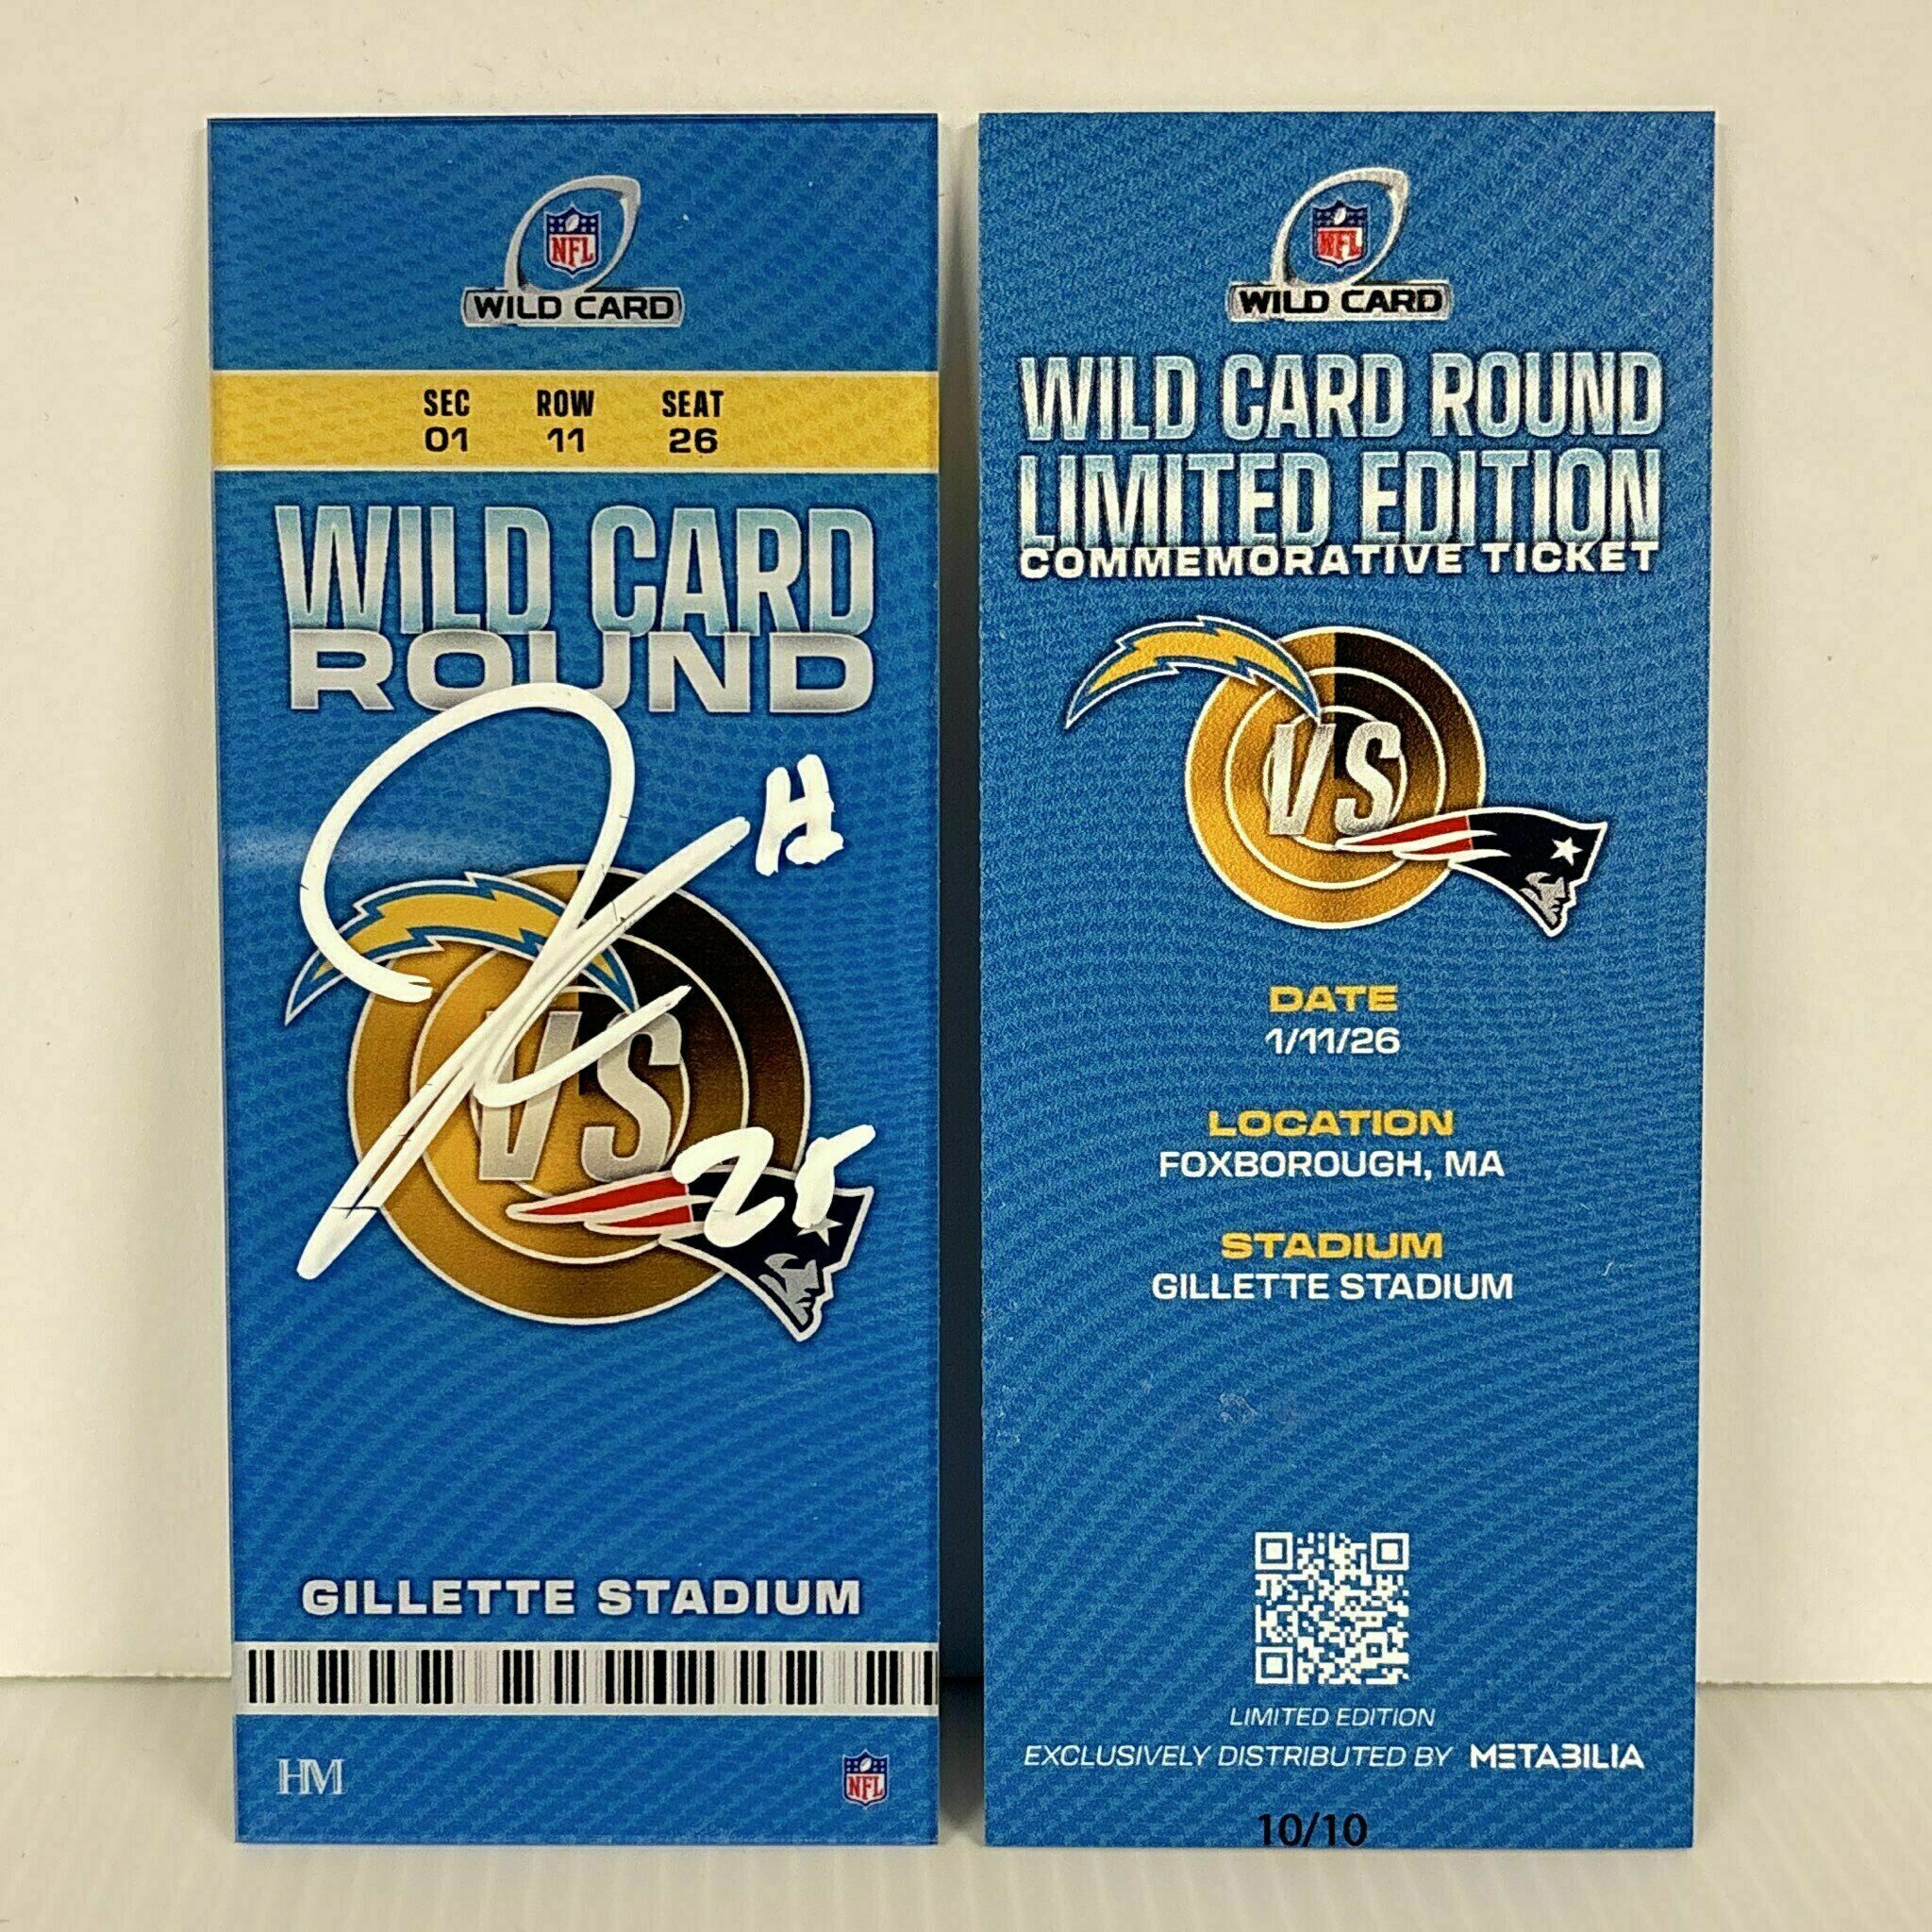 NFL
WILD CARD
SEC ROW SEAT
01 11 26
WILD CARD
ROUND
VS
25
GILLETTE STADIUM
HM
NFL
NFL
WILD CARD
WILD CARD ROUND
LIMITED EDITION
COMMEMORATIVE TICKET
VS
DATE
1/11/26
LOCATION
FOXBOROUGH, MA
STADIUM
GILLETTE STADIUM
LIMITED EDITION
EXCLUSIVELY DISTRIBUTED BY METABILIA
10/10